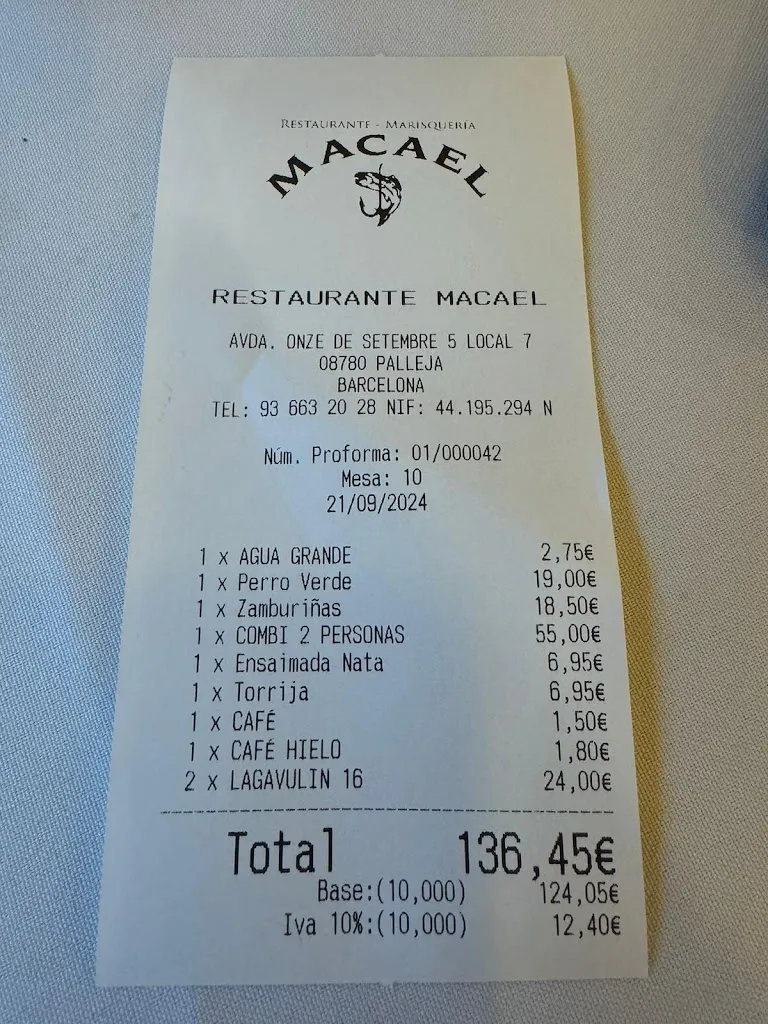 RESTAURANTE - MARISQUERÍA
MACAEL
RESTAURANTE MACAEL
AVDA. ONZE DE SETEMBRE 5 LOCAL 7
08780 PALLEJA
BARCELONA
TEL: 93 663 20 28 NIF: 44.195.294 N
Núm. Proforma: 01/000042
Mesa: 10
21/09/2024
1 x AGUA GRANDE 2,75€
1 x Perro Verde 19,00€
1 x Zamburiñas 18,50€
1 x COMBI 2 PERSONAS 55,00€
1 x Ensaimada Nata 6,95€
1 x Torrija 6,95€
1 x CAFÉ 1,50€
1 x CAFÉ HIELO 1,80€
2 x LAGAVULIN 16 24,00€
Total 136,45€
Base:(10,000) 124,05€
Iva 10%:(10,000) 12,40€